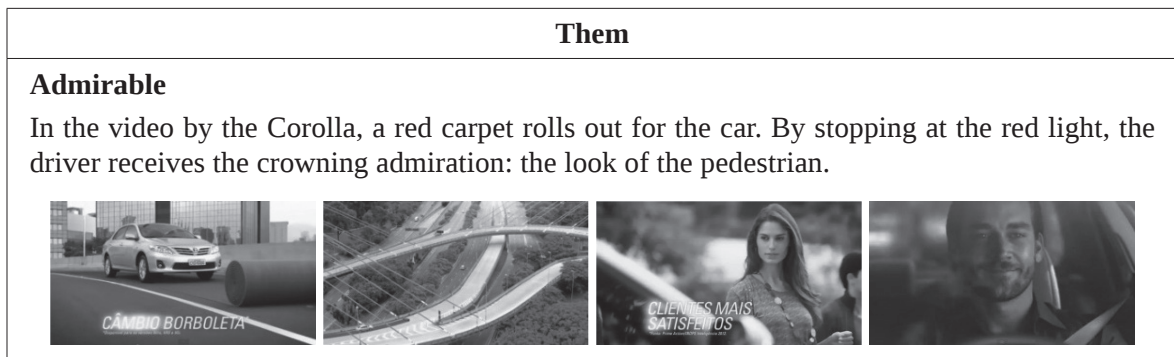 Them
Admirable
In the video by the Corolla, a red carpet rolls out for the car. By stopping at the red light, the
driver receives the crowning admiration: the look of the pedestrian.
CÂMBIO BORBOLETA*
CLIENTES MAIS
SATISFEITOS